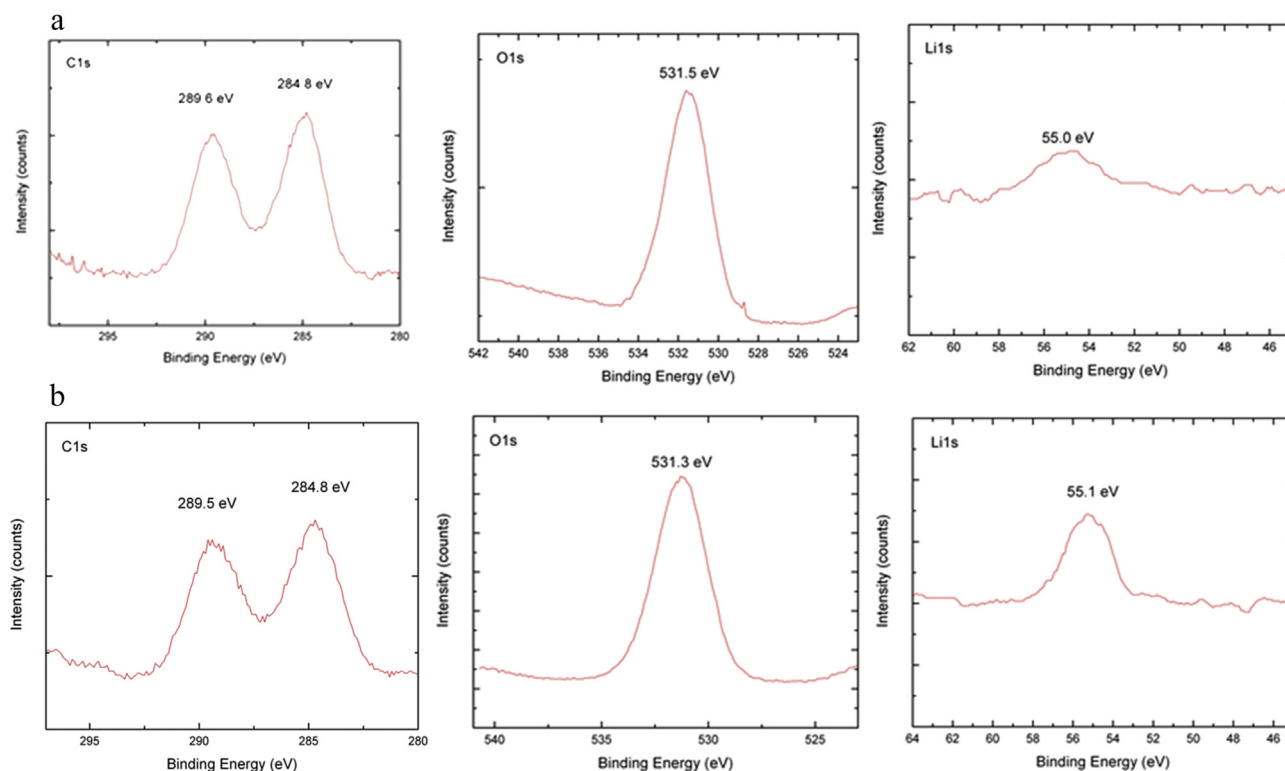 a
C1s
289 6 eV
284 8 eV
Intensity (counts)
295
290
285
280
Binding Energy (eV)
O1s
531.5 eV
Intensity (counts)
542
540
538
536
534
532
530
528
526
524
Binding Energy (eV)
Li1s
55.0 eV
Intensity (counts)
62
60
58
56
54
52
50
48
46
Binding Energy (eV)
b
C1s
289.5 eV
284.8 eV
Intensity (counts)
295
290
285
280
Binding Energy (eV)
O1s
531.3 eV
Intensity (counts)
540
535
530
525
Binding Energy (eV)
Li1s
55.1 eV
Intensity (counts)
64
62
60
58
56
54
52
50
48
46
Binding Energy (eV)